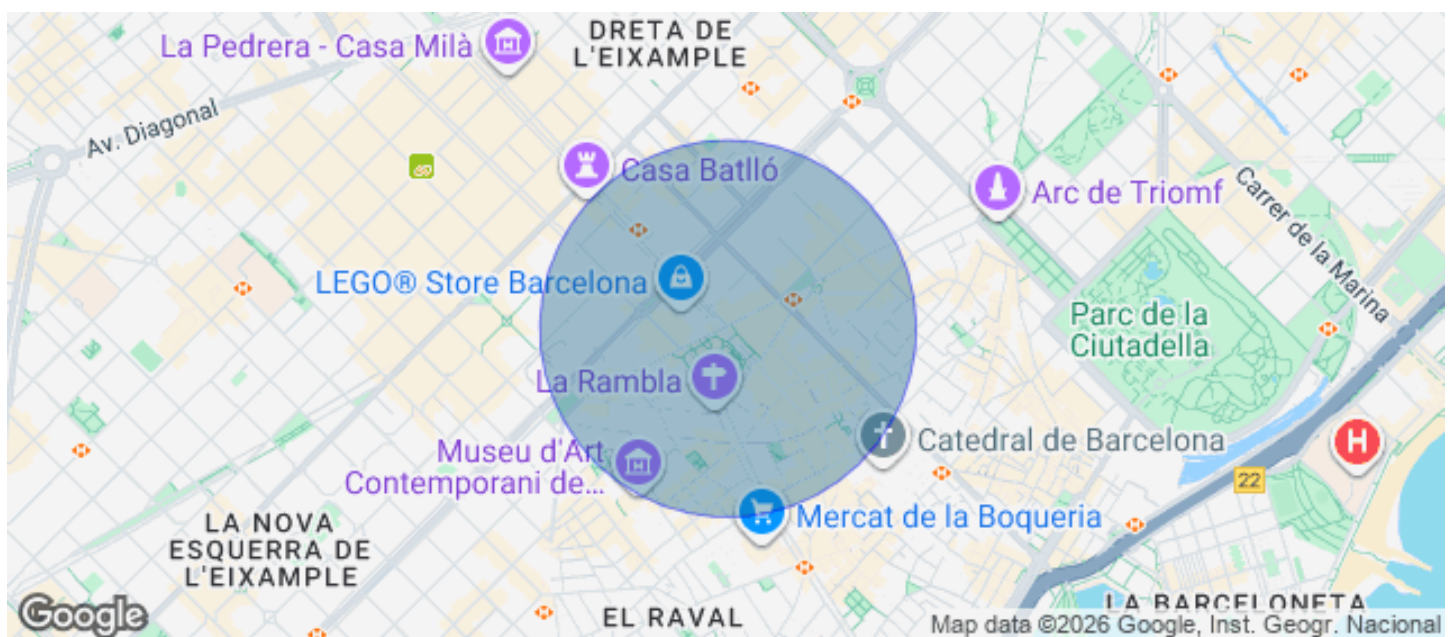 DRETA DE
L'EIXAMPLE
La Pedrera - Casa Milà
Av. Diagonal
Casa Batlló
Arc de Triomf
Carrer de la Marina
LEGO® Store Barcelona
Parc de la
Ciutadella
La Rambla
Museu d'Art
Contemporani de...
Catedral de Barcelona
H
22
Mercat de la Boqueria
LA NOVA
ESQUERRA DE
L'EIXAMPLE
EL RAVAL
LA BARCELONETA
Google
Map data ©2026 Google, Inst. Geogr. Nacional